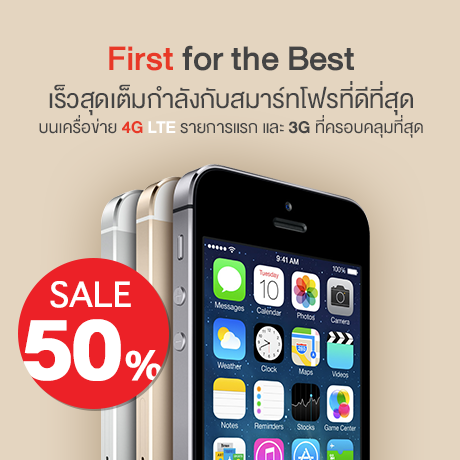 First for the Best
เร็วสุดเต็มกำลังกับสมาร์ทโฟรที่ดีที่สุด
บนเครื่อข่าย 4G LTE รายการแรก และ 3G ที่ครอบคลุมที่สุด
9:41 AM 100%
Tuesday
10
Messages Calendar Photos Camera
Weather Clock Maps Videos
Notes Reminders Stocks Game Center
SALE
50%